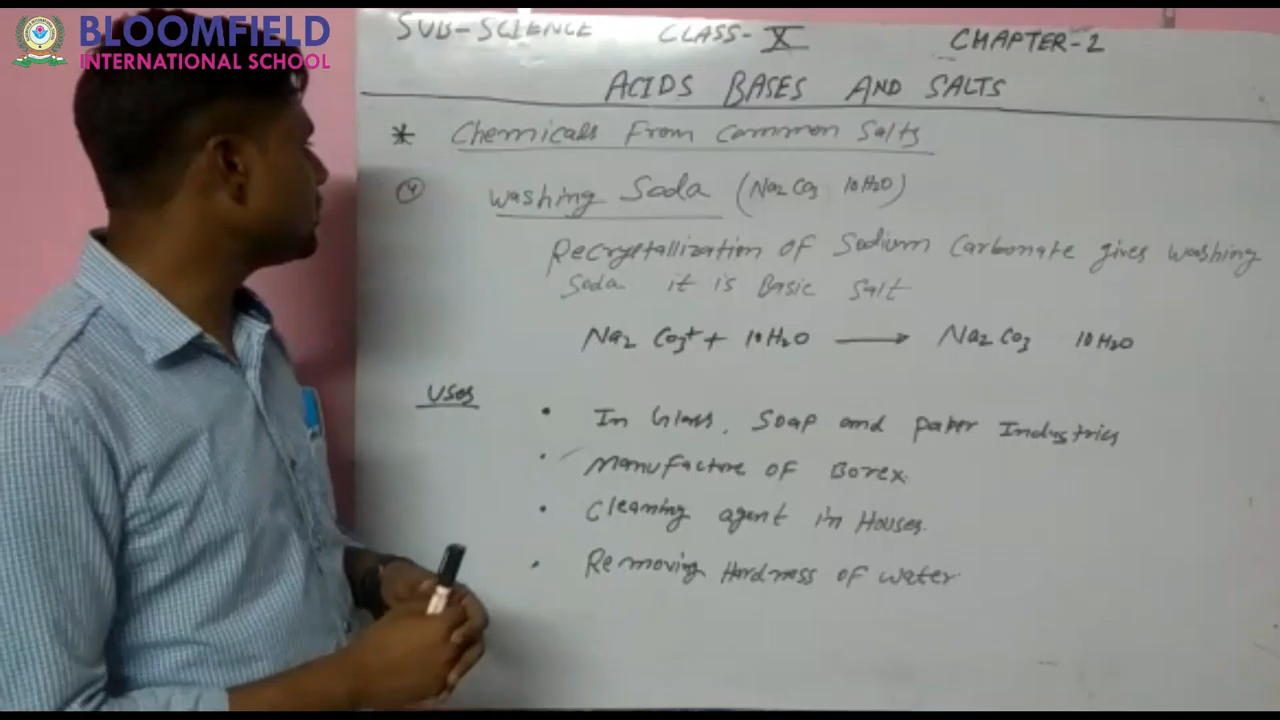 BLOOMFIELD
INTERNATIONAL SCHOOL
SUB-SCIENCE CLASS-X CHAPTER-2
ACIDS BASES AND SALTS
* Chemicals From Common Salts
④ Washing Soda (Na2 CO3 10H2O)
Recrystallization OF Sodium Carbonate gives washing
Soda it is Basic Salt
Na2 CO3+ + 10H2O → Na2 CO3 10H2O
Uses
• In Glass, Soap and paper Industries
• Manufacture OF Borex.
• Cleaning agent in Houses.
• Removing Hardness of water